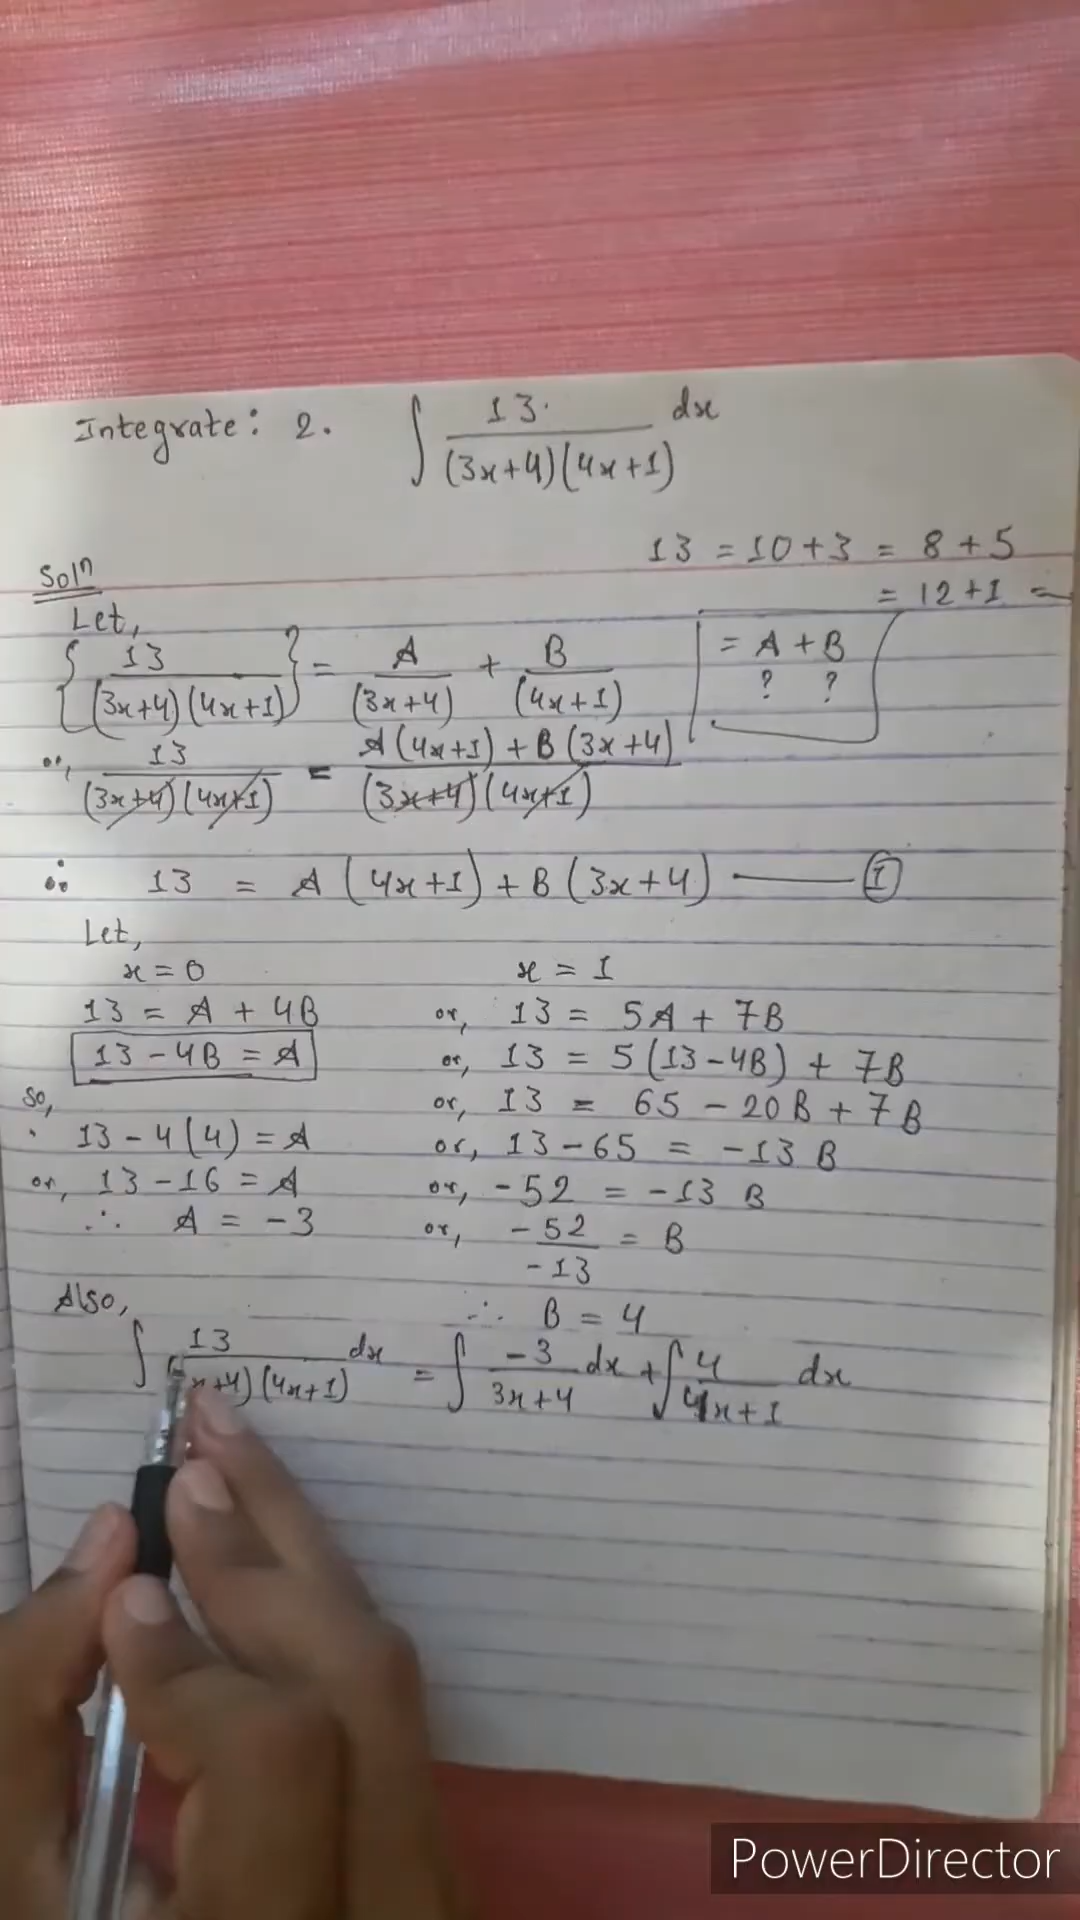 Integrate: 2. ∫ 13. / (3x+4)(4x+1) dx
13 = 10+3 = 8+5
= 12+1 =
Solⁿ
Let,
{ 13 / (3x+4)(4x+1) } = A / (3x+4) + B / (4x+1)
= A + B
? ?
or, 13 / (3x+4)(4x+1) = A(4x+1) + B(3x+4) / (3x+4)(4x+1)
∴ 13 = A (4x+1) + B (3x+4) ——— I
Let,
x = 0
13 = A + 4B
13 - 4B = A
so,
13 - 4(4) = A
or, 13 - 16 = A
∴ A = -3
x = 1
or, 13 = 5A + 7B
or, 13 = 5(13-4B) + 7B
or, 13 = 65 - 20B + 7B
or, 13 - 65 = -13 B
or, -52 = -13 B
or, -52 / -13 = B
∴ B = 4
Also,
∫ 13 / x+4)(4x+1) dx = ∫ -3 / 3x+4 dx + ∫ 4 / 4x+1 dx
PowerDirector